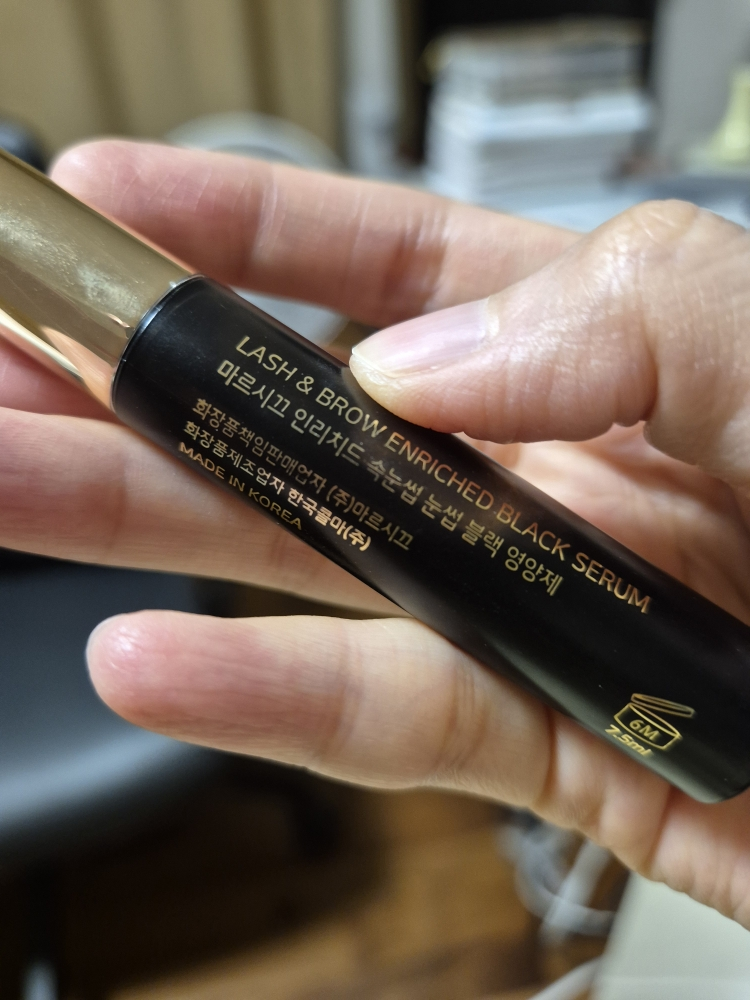 LASH & BROW ENRICHED BLACK SERUM
마르시끄 인리치드 속눈썹 눈썹 블랙 영양제
화장품책임판매업자 (주)마르시끄
화장품제조업자 한국콜마(주)
MADE IN KOREA
6M
7.5ml